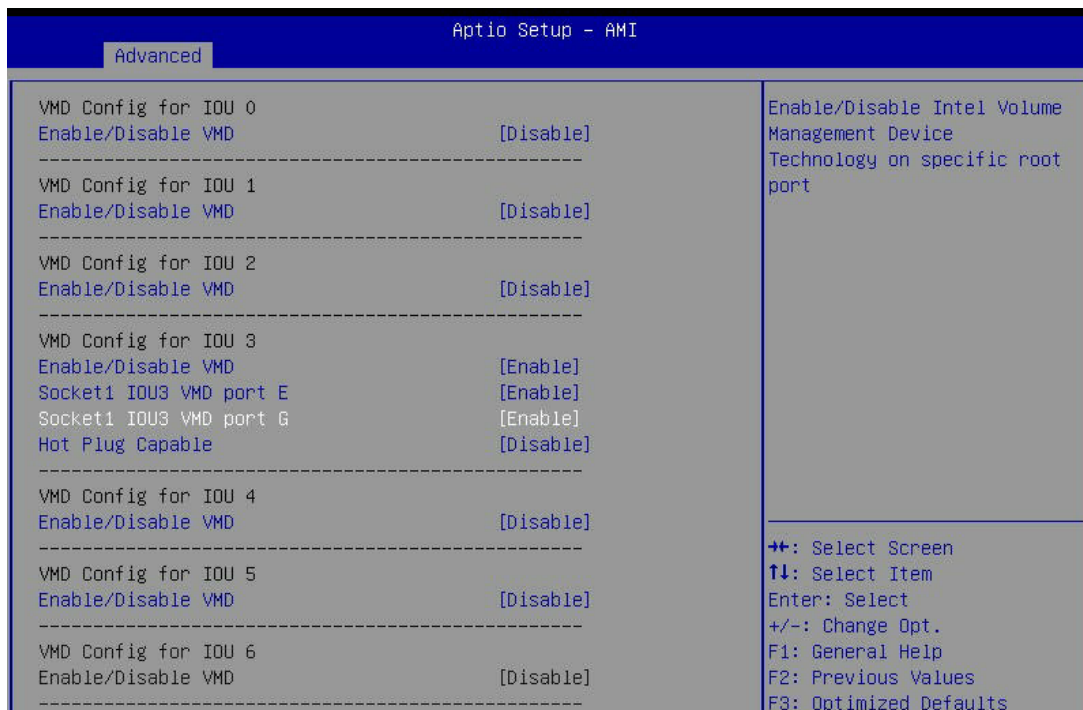 Aptio Setup – AMI
Advanced
VMD Config for IOU 0
Enable/Disable VMD [Disable]
VMD Config for IOU 1
Enable/Disable VMD [Disable]
VMD Config for IOU 2
Enable/Disable VMD [Disable]
VMD Config for IOU 3
Enable/Disable VMD [Enable]
Socket1 IOU3 VMD port E [Enable]
Socket1 IOU3 VMD port G [Enable]
Hot Plug Capable [Disable]
VMD Config for IOU 4
Enable/Disable VMD [Disable]
VMD Config for IOU 5
Enable/Disable VMD [Disable]
VMD Config for IOU 6
Enable/Disable VMD [Disable]
Enable/Disable Intel Volume
Management Device
Technology on specific root
port
→←: Select Screen
↑↓: Select Item
Enter: Select
+/-: Change Opt.
F1: General Help
F2: Previous Values
F3: Optimized Defaults